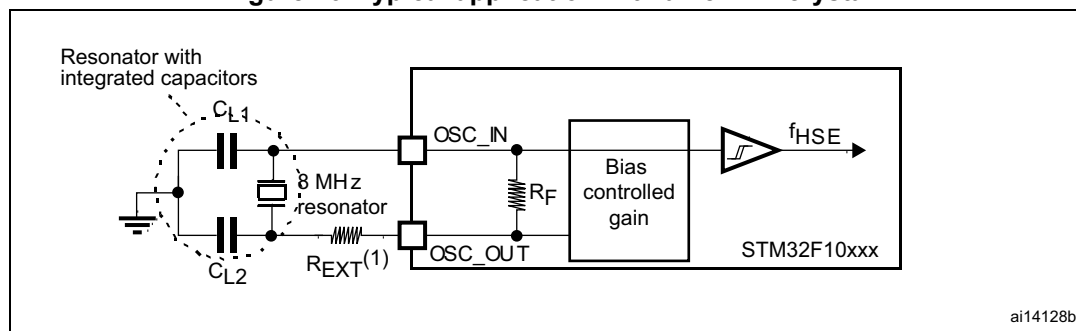 Resonator with
integrated capacitors
CL1
OSC_IN
fHSE
8 MHz
resonator
RF
Bias
controlled
gain
STM32F10xxx
REXT(1)
OSC_OUT
CL2
ai14128b